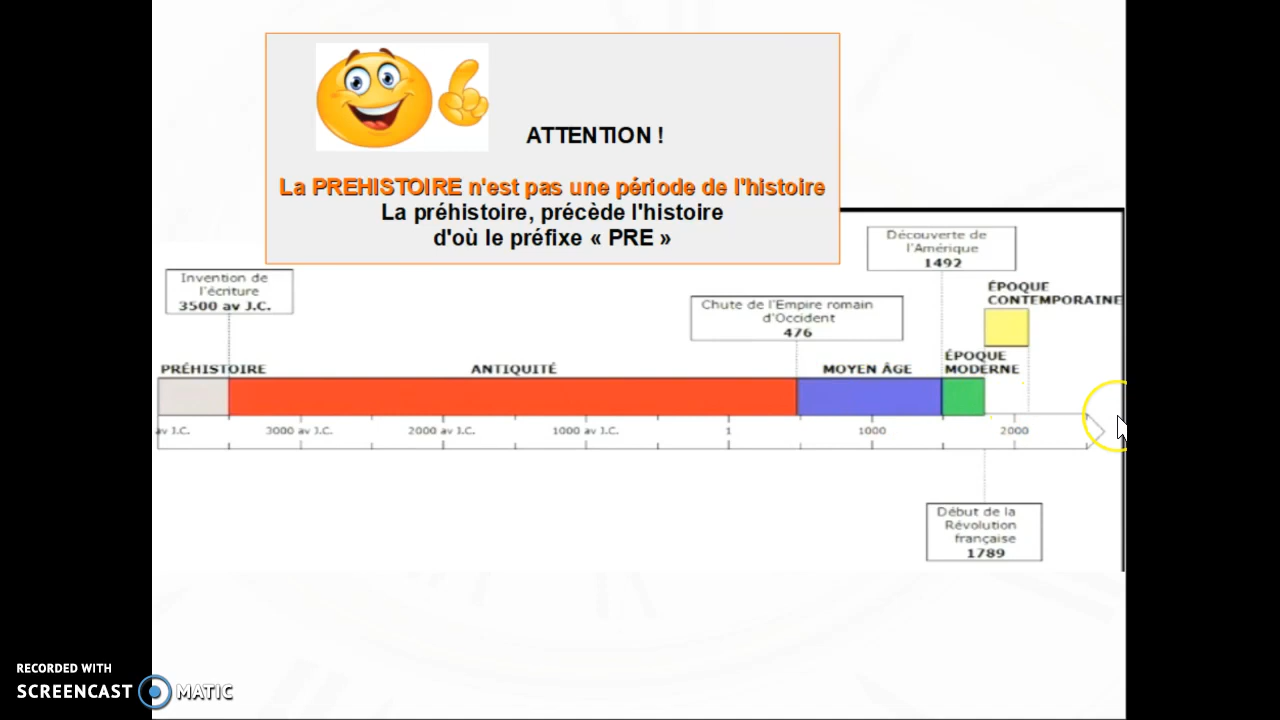 ATTENTION !
La PREHISTOIRE n'est pas une période de l'histoire
La préhistoire, précède l'histoire
d'où le préfixe « PRE »
Découverte de
l'Amérique
1492
Invention de
l'écriture
3500 av J.C.
Chute de l'Empire romain
d'Occident
476
ÉPOQUE
CONTEMPORAINE
PRÉHISTOIRE
ANTIQUITÉ
MOYEN ÂGE
ÉPOQUE
MODERNE
av J.C. 3000 av J.C. 2000 av J.C. 1000 av J.C. 1 1000 2000
Début de la
Révolution
française
1789
RECORDED WITH
SCREENCAST MATIC